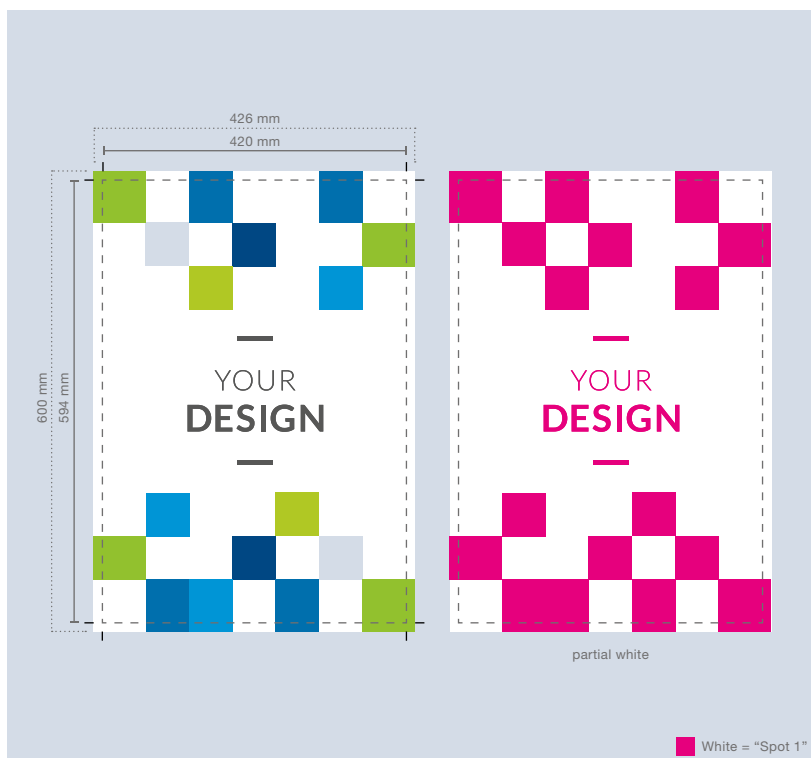 426 mm
420 mm
600 mm
594 mm
YOUR
DESIGN
YOUR
DESIGN
partial white
White = “Spot 1”